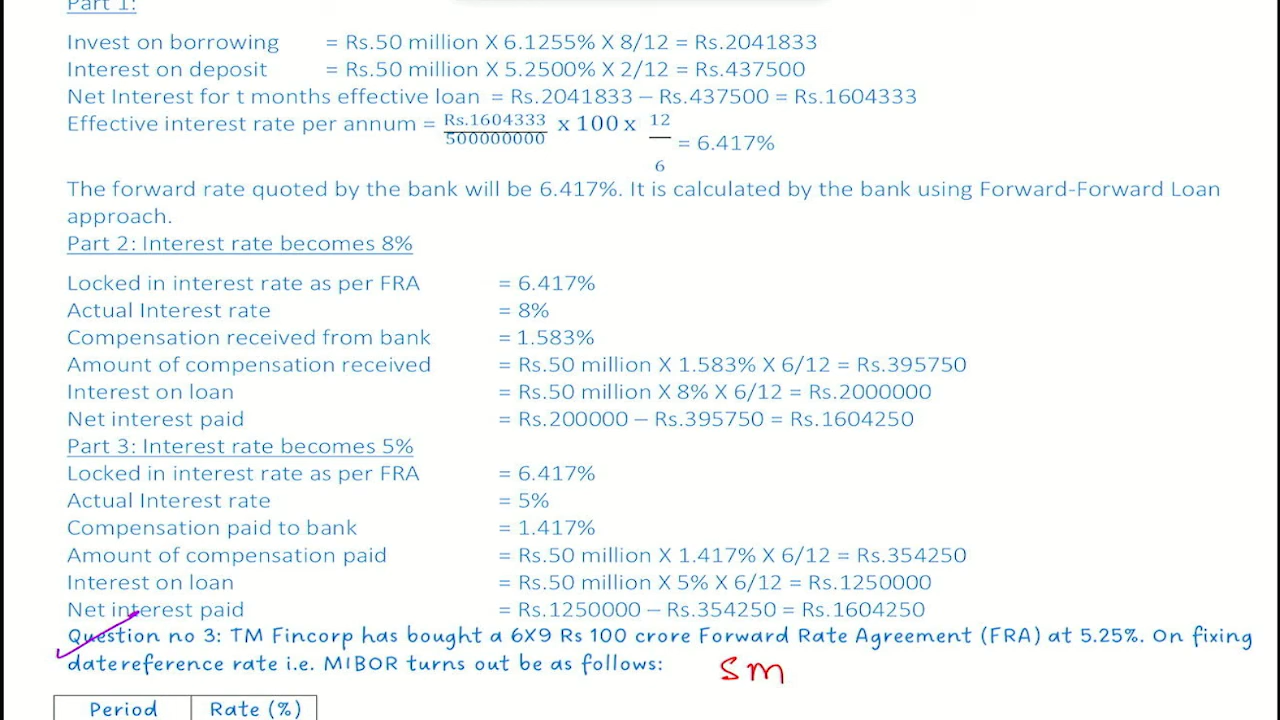 Part 1:
Invest on borrowing = Rs.50 million X 6.1255% X 8/12 = Rs.2041833
Interest on deposit = Rs.50 million X 5.2500% X 2/12 = Rs.437500
Net Interest for t months effective loan = Rs.2041833 – Rs.437500 = Rs.1604333
Effective interest rate per annum = Rs.1604333 x 100 x 12
500000000
= 6.417%
6
The forward rate quoted by the bank will be 6.417%. It is calculated by the bank using Forward-Forward Loan
approach.
Part 2: Interest rate becomes 8%
Locked in interest rate as per FRA = 6.417%
Actual Interest rate = 8%
Compensation received from bank = 1.583%
Amount of compensation received = Rs.50 million X 1.583% X 6/12 = Rs.395750
Interest on loan = Rs.50 million X 8% X 6/12 = Rs.2000000
Net interest paid = Rs.200000 – Rs.395750 = Rs.1604250
Part 3: Interest rate becomes 5%
Locked in interest rate as per FRA = 6.417%
Actual Interest rate = 5%
Compensation paid to bank = 1.417%
Amount of compensation paid = Rs.50 million X 1.417% X 6/12 = Rs.354250
Interest on loan = Rs.50 million X 5% X 6/12 = Rs.1250000
Net interest paid = Rs.1250000 – Rs.354250 = Rs.1604250
Question no 3: TM Fincorp has bought a 6X9 Rs 100 crore Forward Rate Agreement (FRA) at 5.25%. On fixing
datereference rate i.e. MIBOR turns out be as follows:
SM
Period Rate (%)